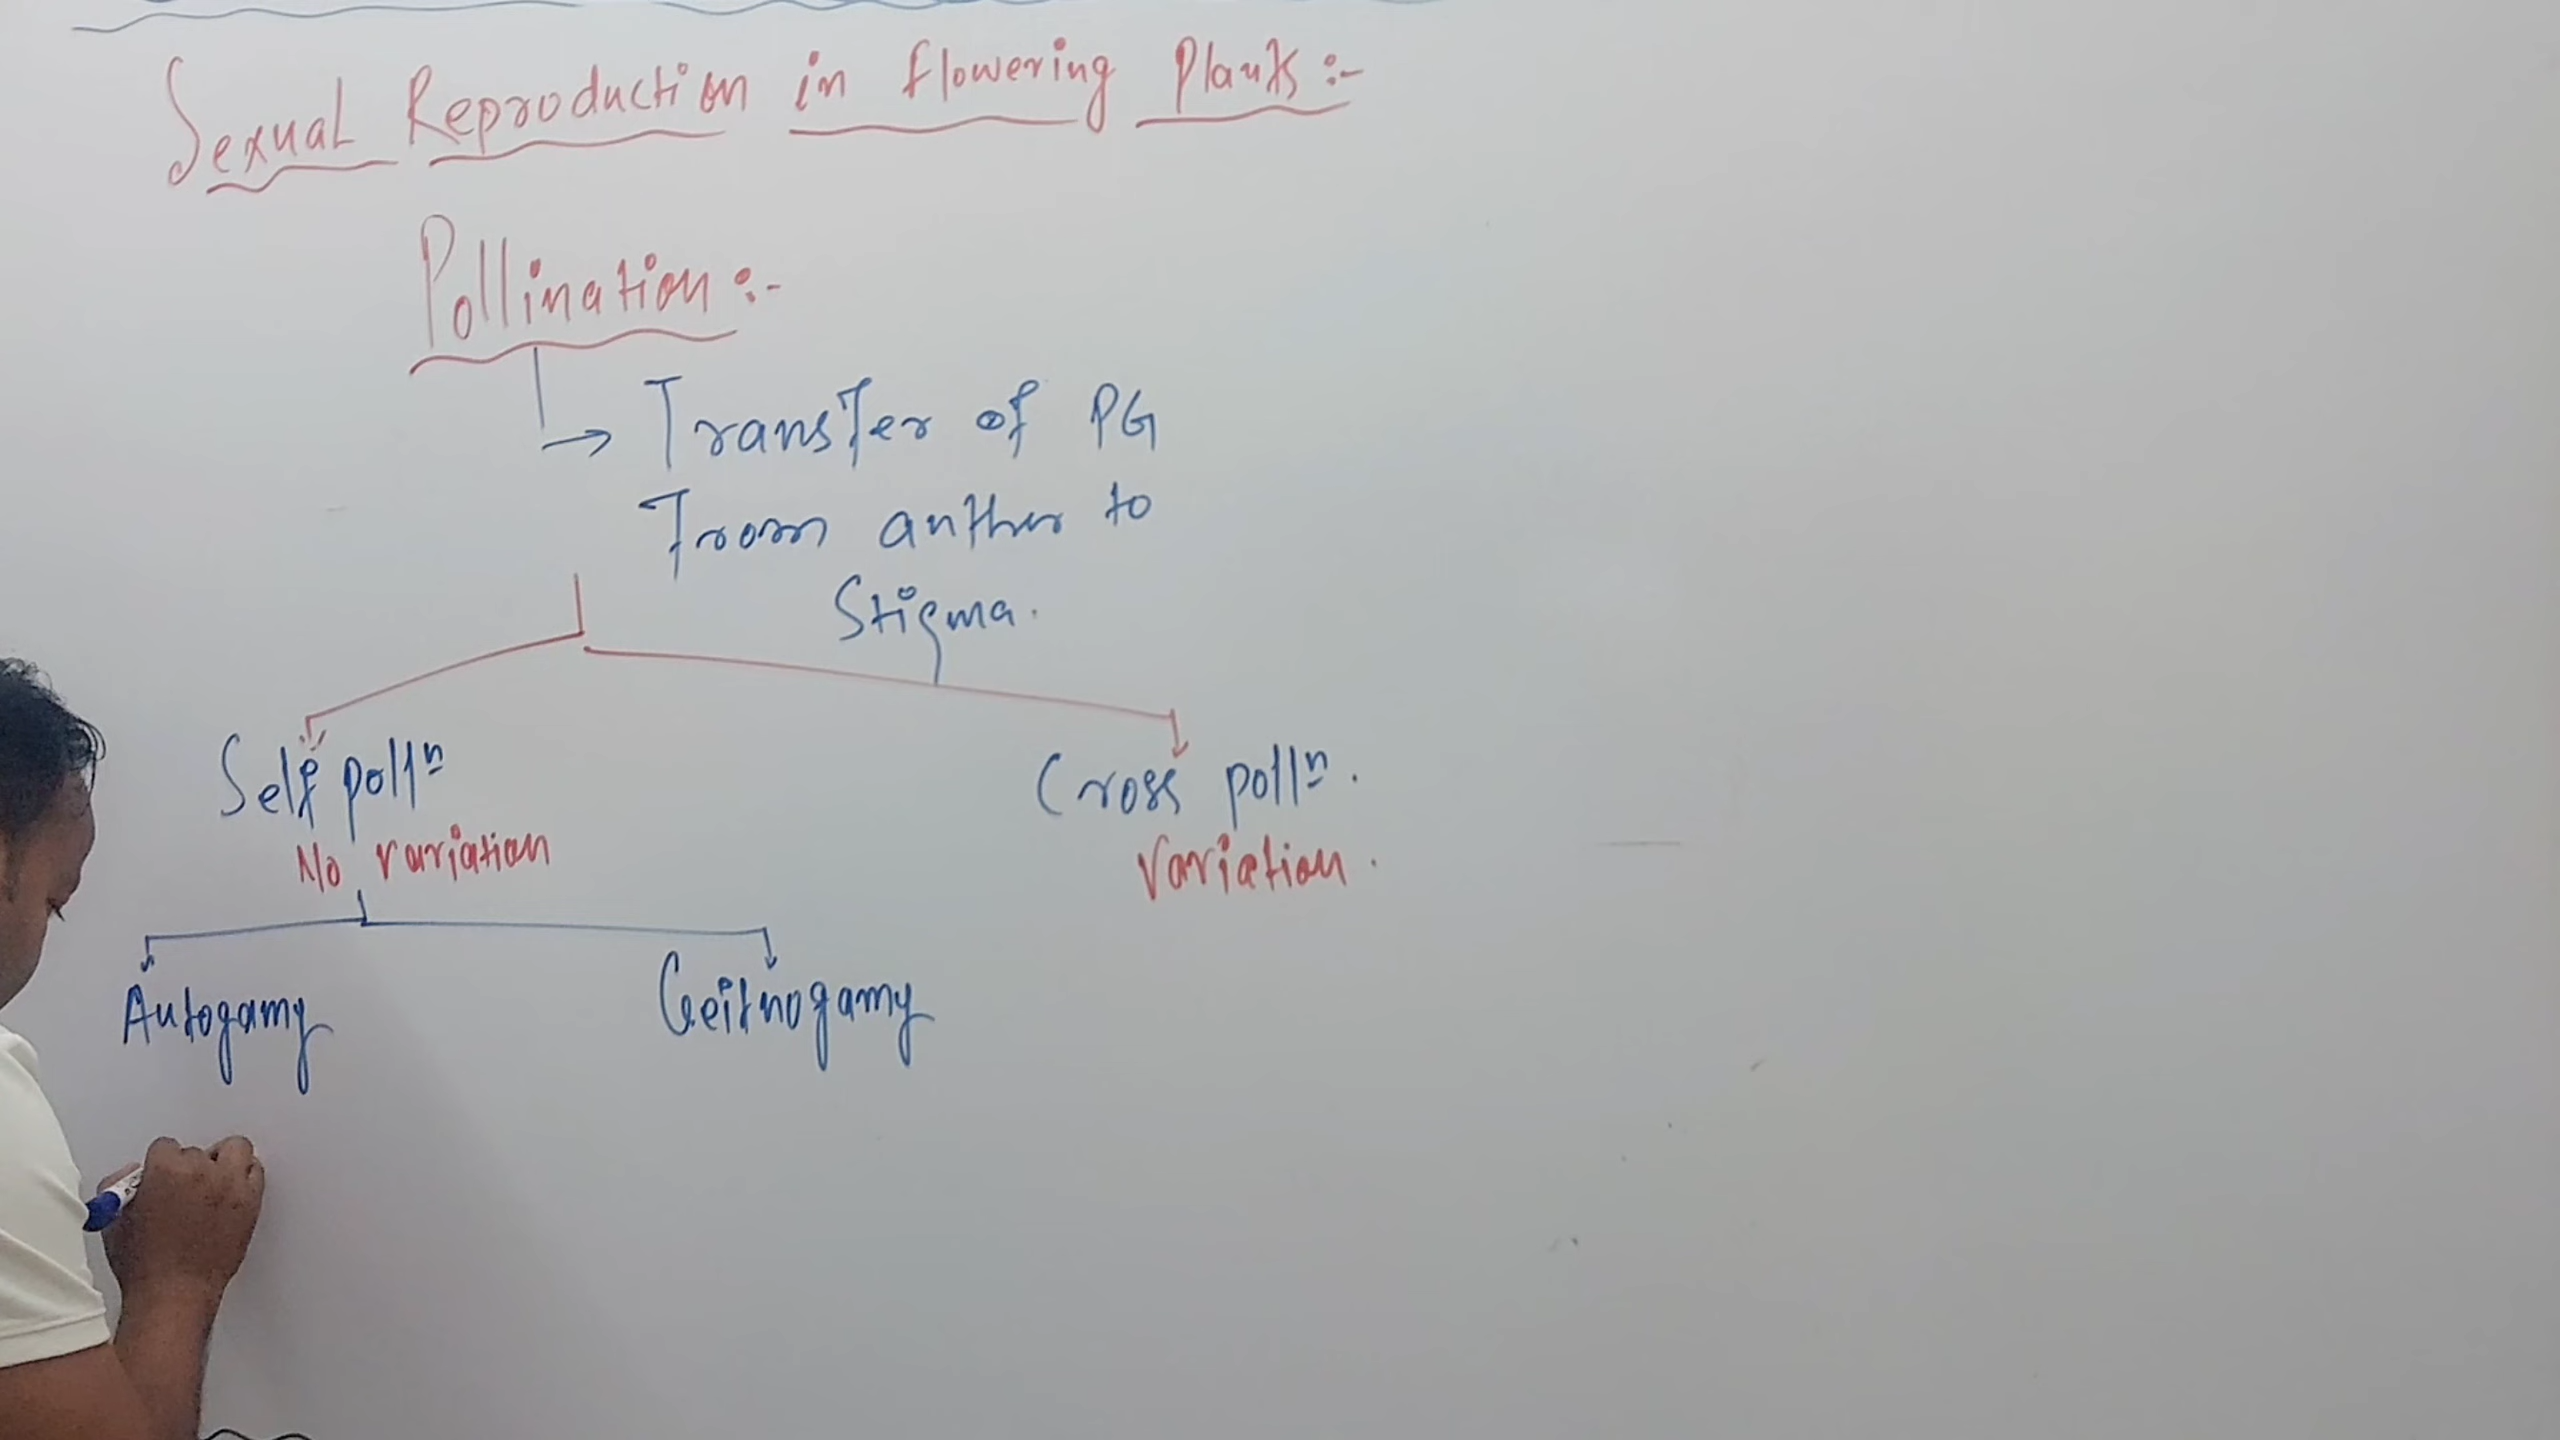 Sexual Reproduction in flowering Plants:-
Pollination:-
→ Transfer of PG
From anther to
Stigma.
Self pollⁿ
Cross pollⁿ.
No variation
Variation.
Autogamy
Geitnogamy